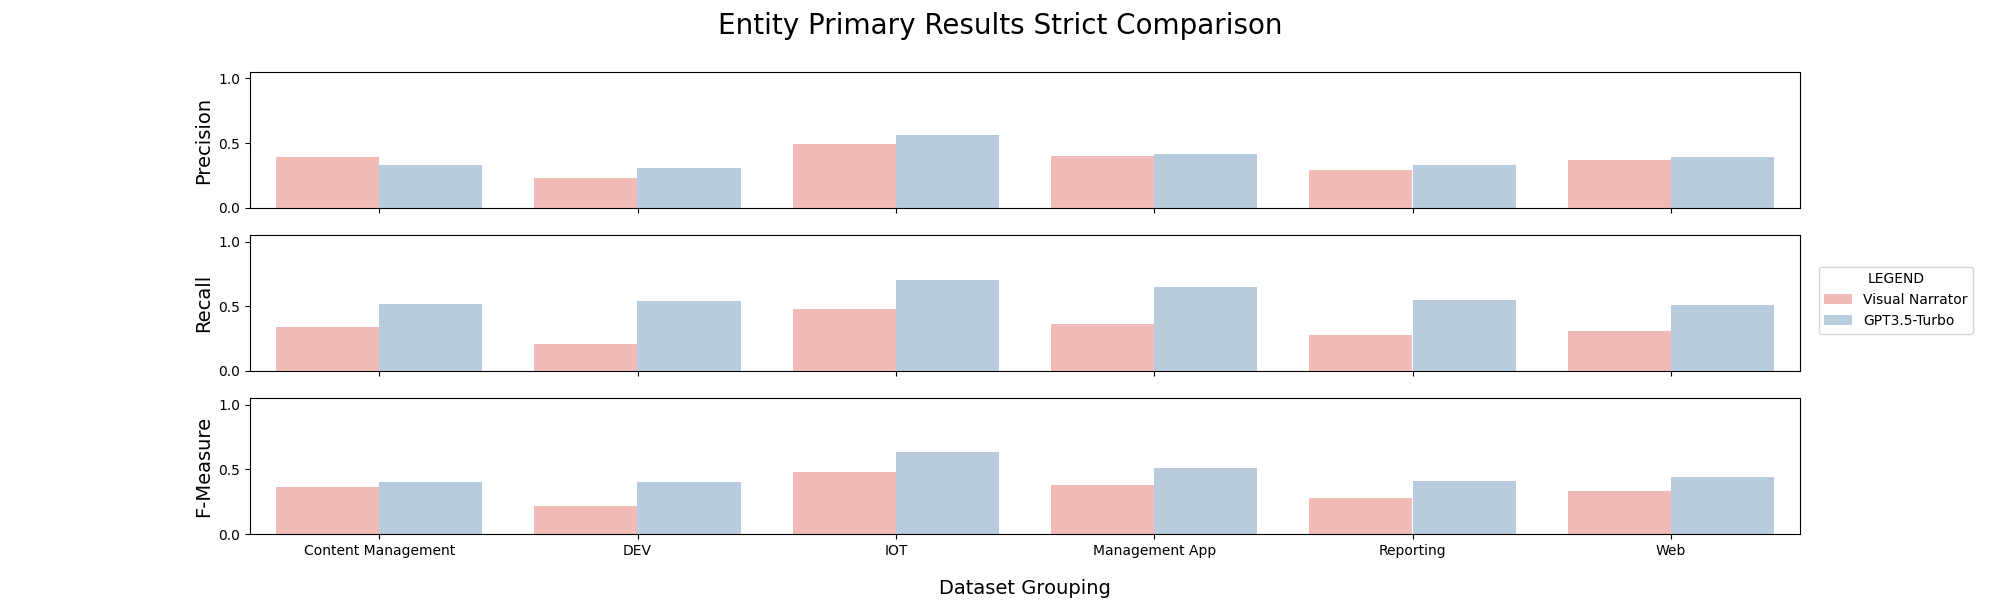 Entity Primary Results Strict Comparison
Precision
1.0
0.5
0.0
Recall
1.0
0.5
0.0
F-Measure
1.0
0.5
0.0
Content Management DEV IOT Management App Reporting Web
Dataset Grouping
LEGEND
Visual Narrator
GPT3.5-Turbo